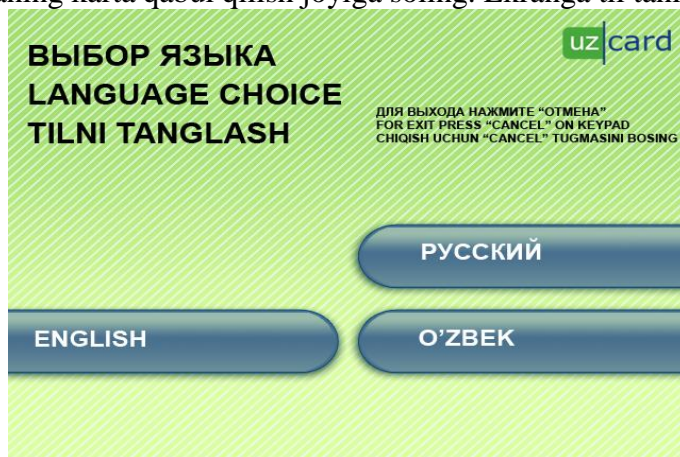 ВЫБОР ЯЗЫКА
LANGUAGE CHOICE
TILNI TANGLASH
uzcard
ДЛЯ ВЫХОДА НАЖМИТЕ “ОТМЕНА”
FOR EXIT PRESS “CANCEL” ON KEYPAD
CHIQISH UCHUN “CANCEL” TUGMASINI BOSING
РУССКИЙ
ENGLISH
O’ZBEK